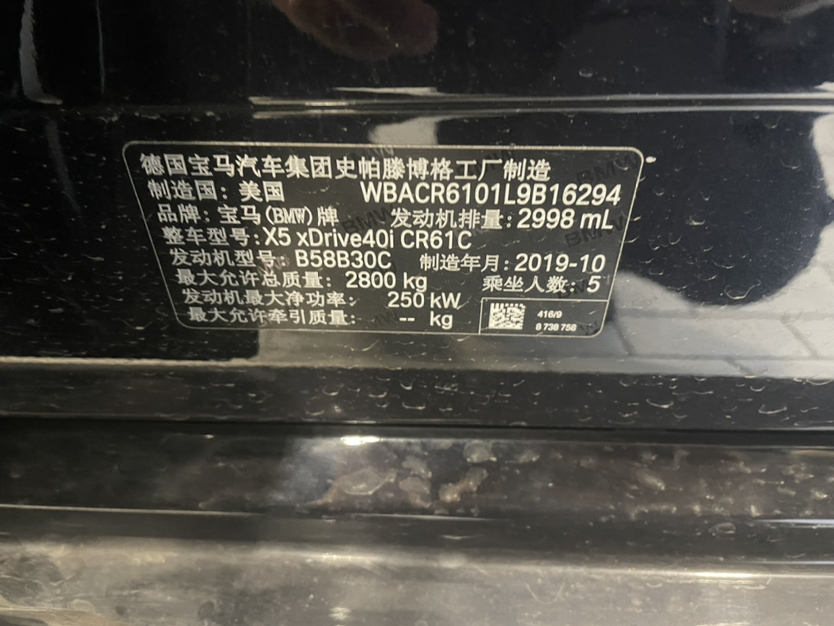 德国宝马汽车集团史帕滕博格工厂制造
制造国：美国 WBACR6101L9B16294
品牌：宝马(BMW)牌 发动机排量：2998 mL
整车型号：X5 xDrive40i CR61C
发动机型号：B58B30C 制造年月：2019-10
最大允许总质量：2800 kg 乘坐人数：5
发动机最大净功率：250 kW
最大允许牵引质量：-- kg
416/9
8 738 756